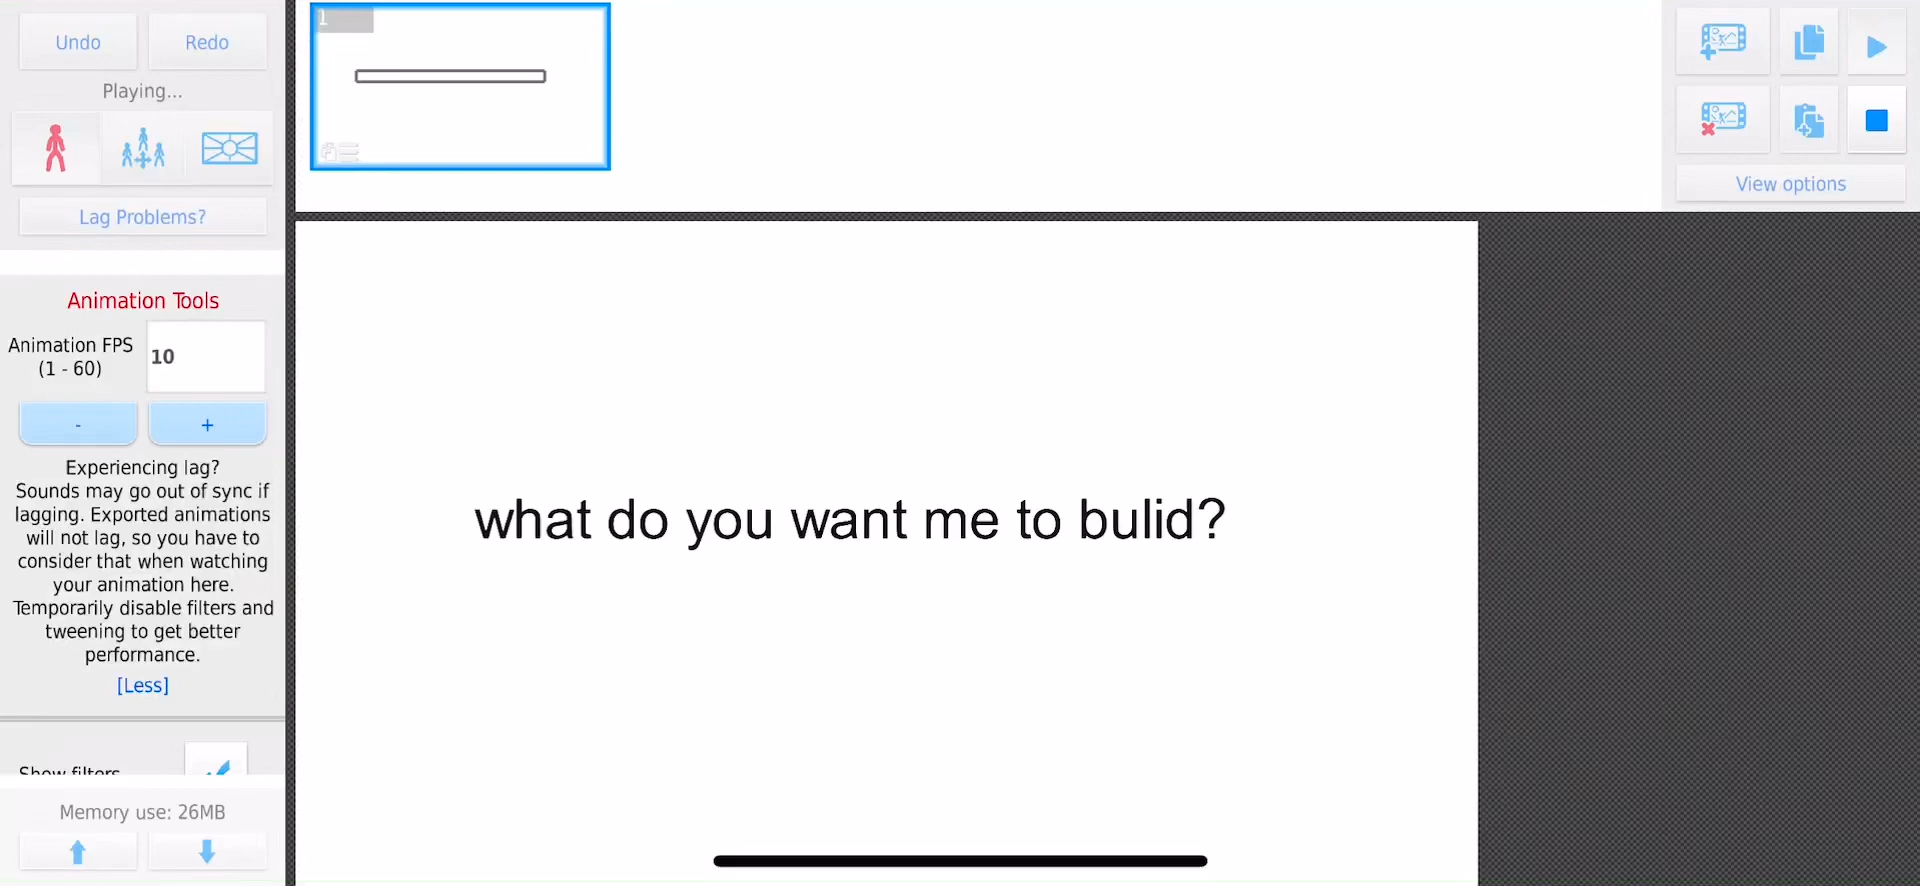 Undo
Redo
Playing...
Lag Problems?
1
View options
Animation Tools
Animation FPS
(1 - 60)
10
-
+
Experiencing lag?
Sounds may go out of sync if
lagging. Exported animations
will not lag, so you have to
consider that when watching
your animation here.
Temporarily disable filters and
tweening to get better
performance.
[Less]
Show filters
Memory use: 26MB
what do you want me to bulid?